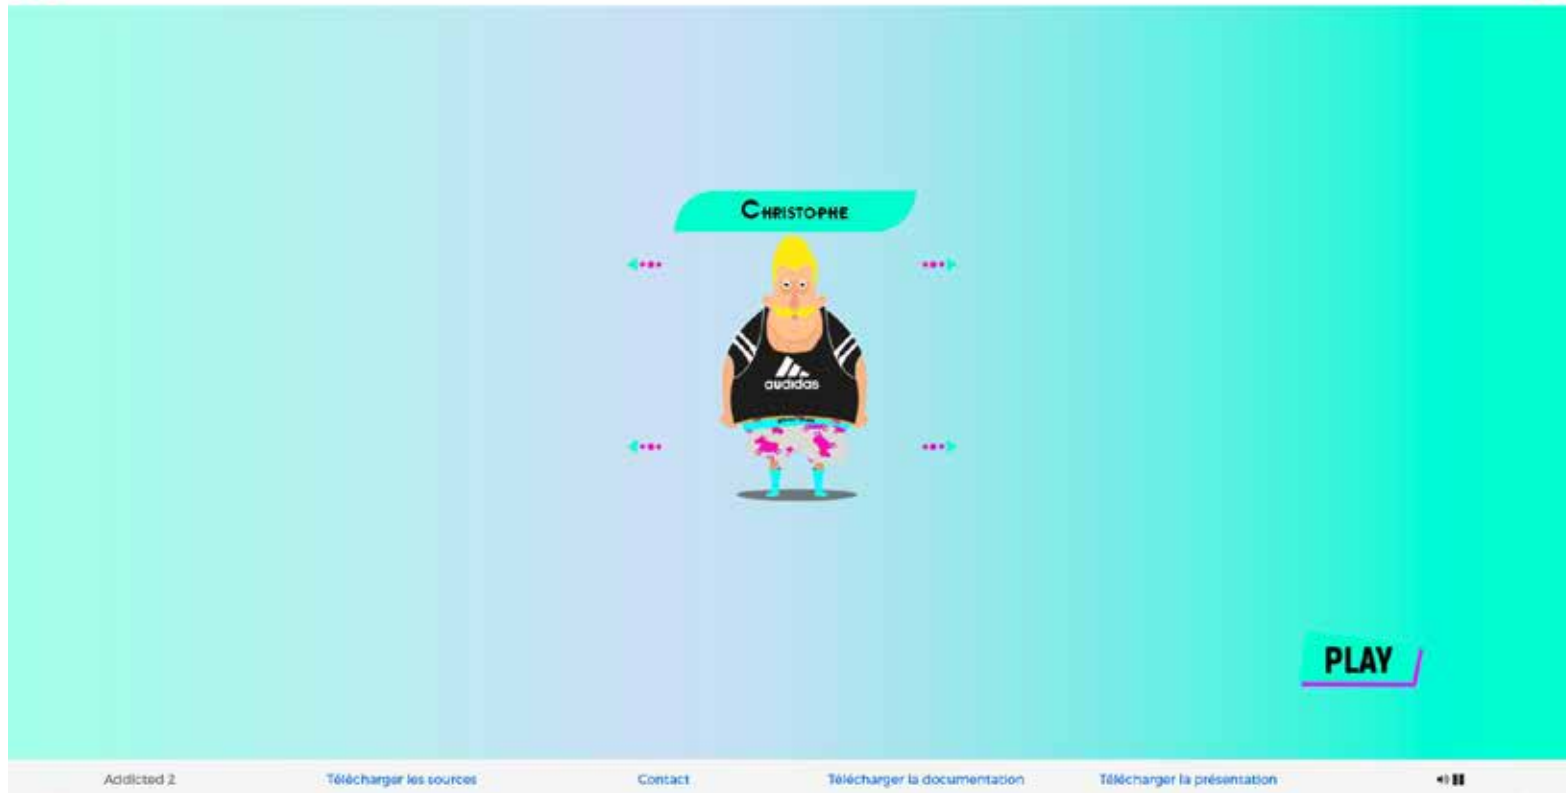 CHRISTOPHE
audidas
PLAY
Addicted 2
Télécharger les sources
Contact
Télécharger la documentation
Télécharger la présentation